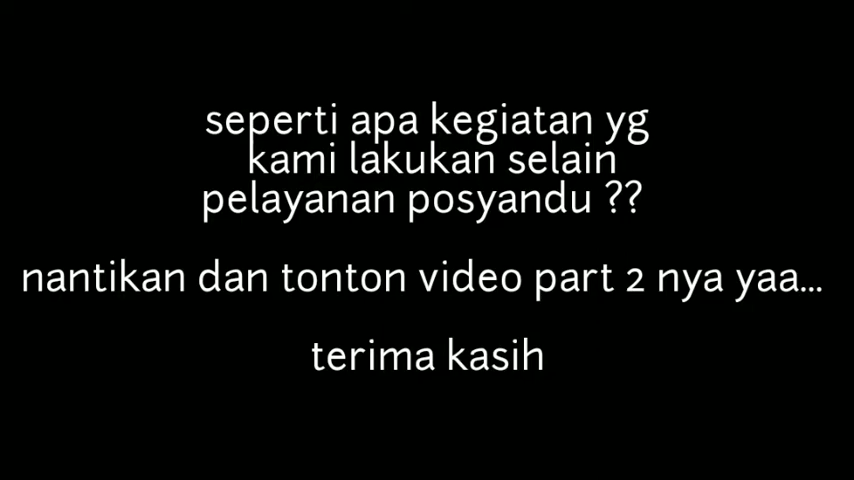 seperti apa kegiatan yg
kami lakukan selain
pelayanan posyandu ??
nantikan dan tonton video part 2 nya yaa...
terima kasih